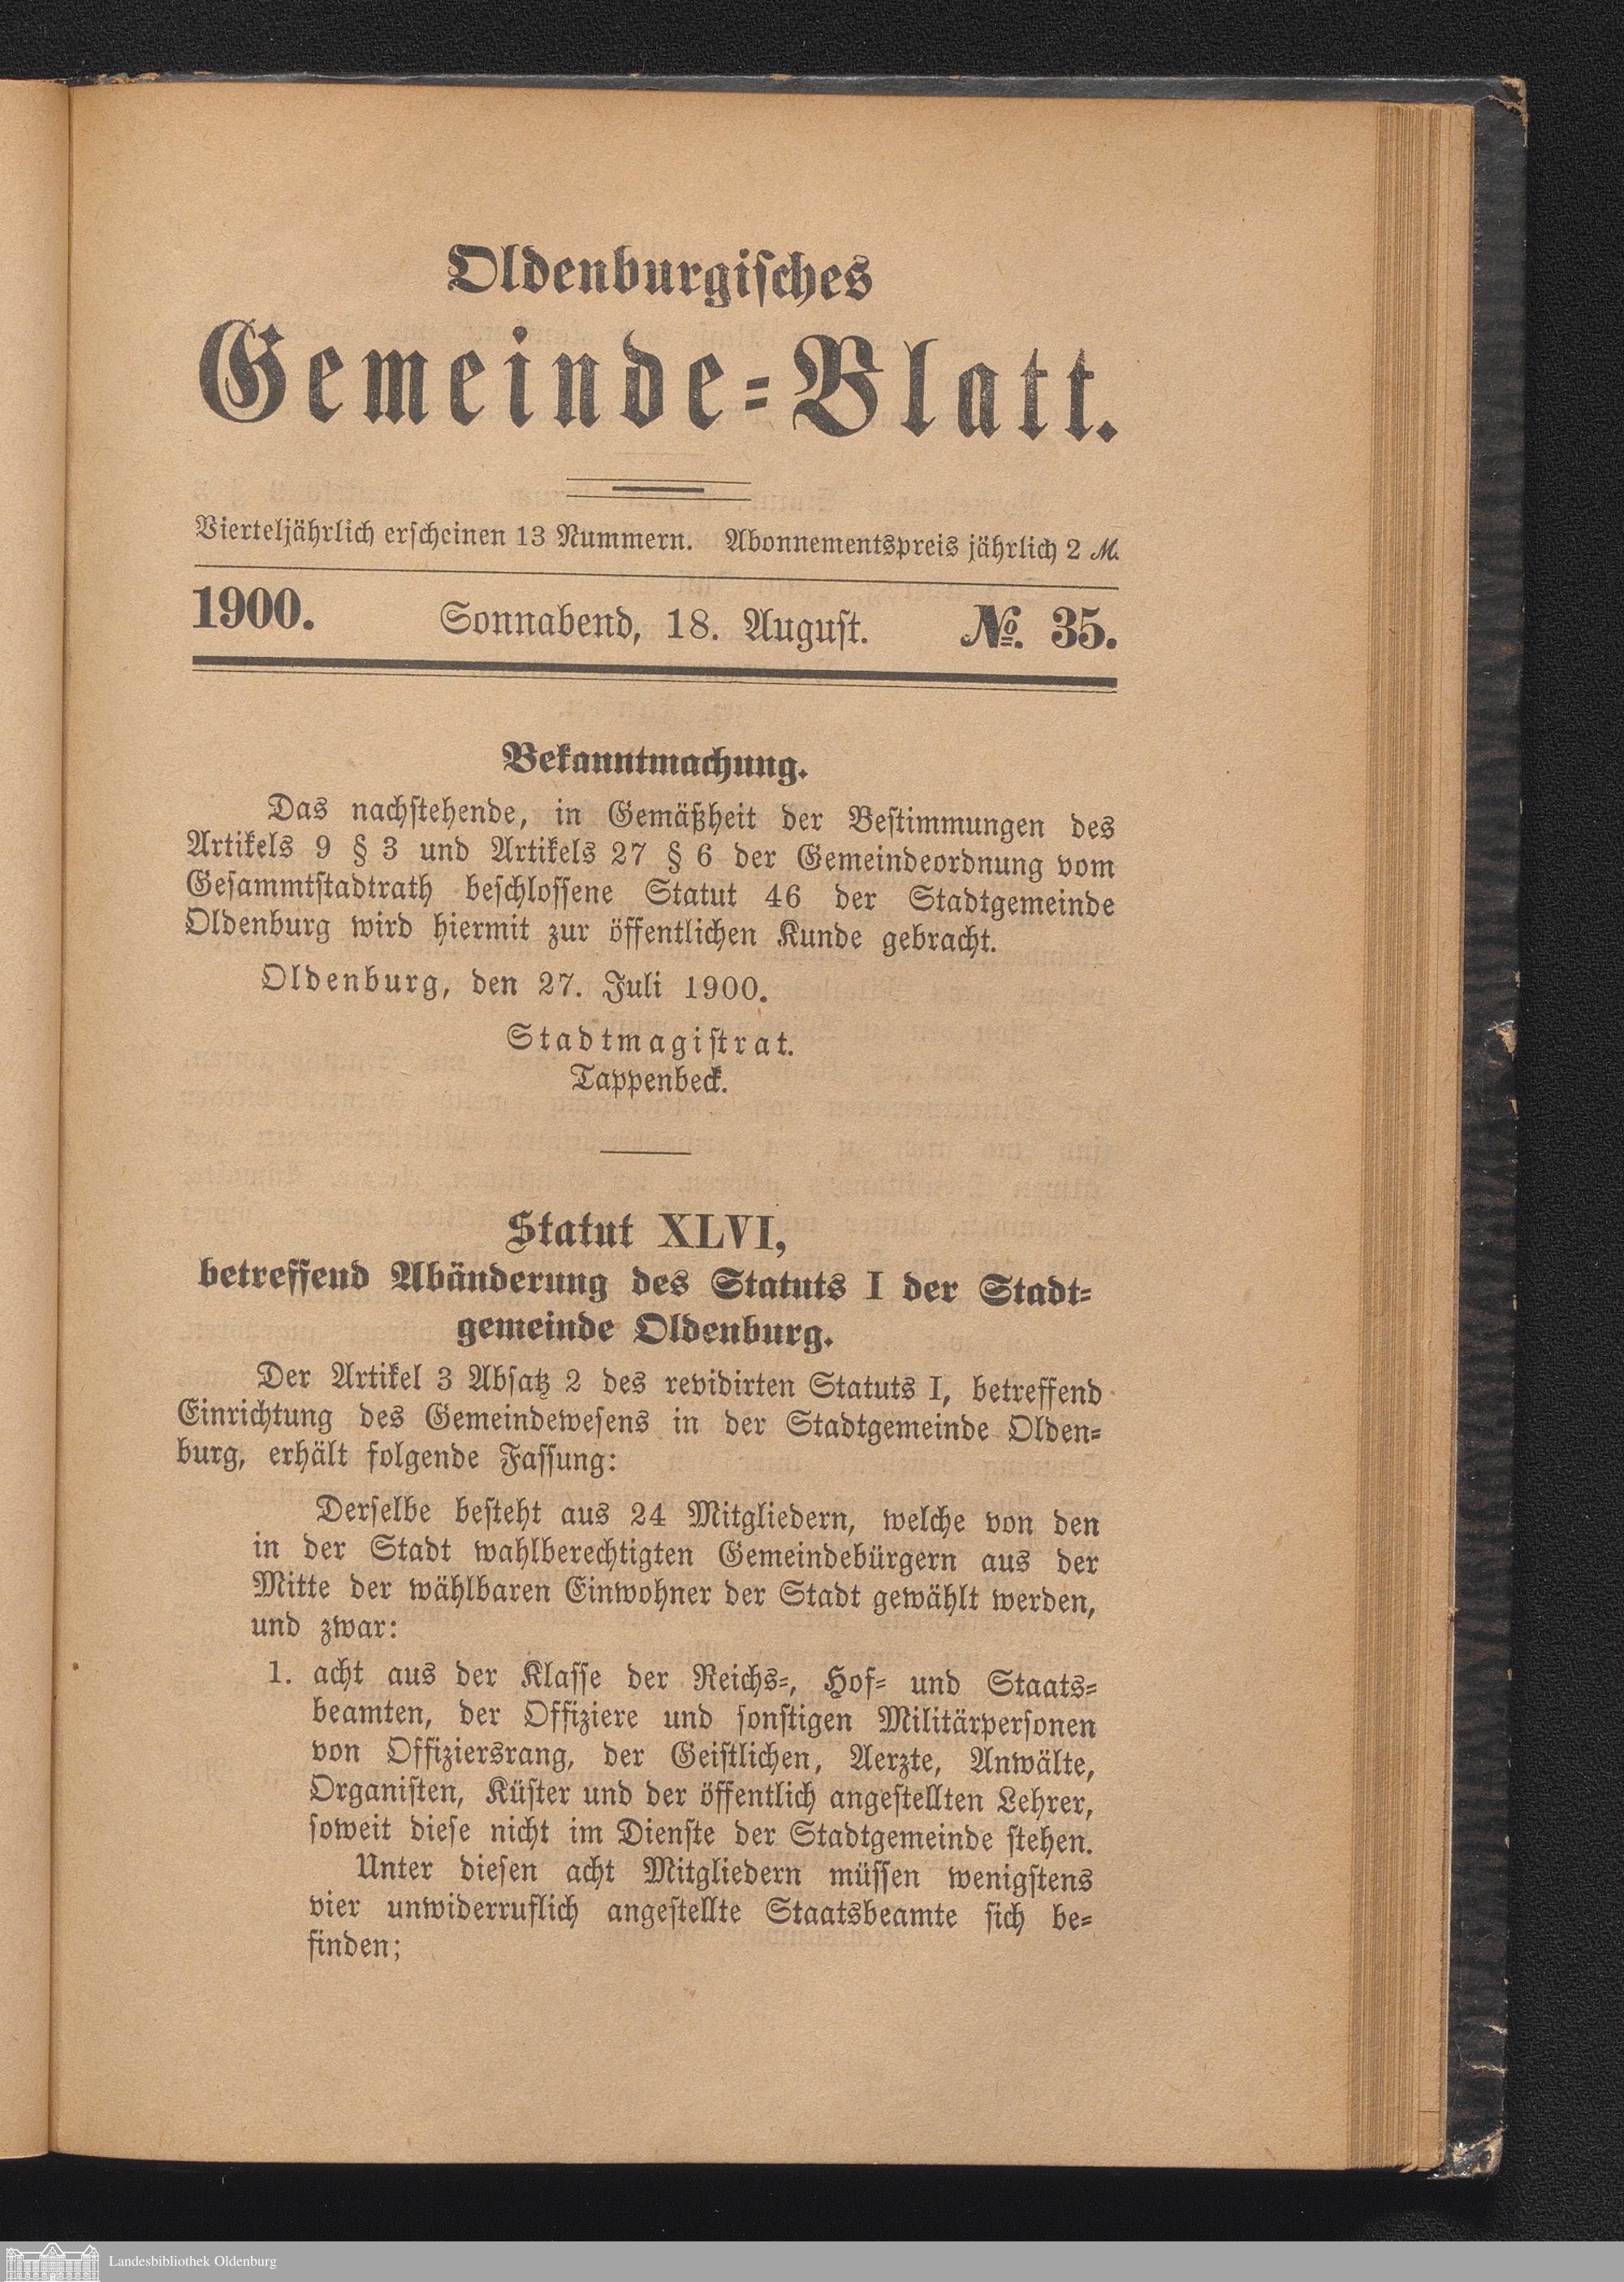 Oldenburgisches
Gemeinde=Blatt.
Vierteljährlich erscheinen 13 Nummern. Abonnementspreis jährlich 2 M.
1900. Sonnabend, 18. August. No. 35.
Bekanntmachung.
Das nachstehende, in Gemäßheit der Bestimmungen des
Artikels 9 § 3 und Artikels 27 § 6 der Gemeindeordnung vom
Gesammtstadtrath beschlossene Statut 46 der Stadtgemeinde
Oldenburg wird hiermit zur öffentlichen Kunde gebracht.
Oldenburg, den 27. Juli 1900.
Stadtmagistrat.
Tappenbeck.
Statut XLVI,
betreffend Abänderung des Statuts I der Stadt=
gemeinde Oldenburg.
Der Artikel 3 Absatz 2 des revidirten Statuts I, betreffend
Einrichtung des Gemeindewesens in der Stadtgemeinde Olden=
burg, erhält folgende Fassung:
Derselbe besteht aus 24 Mitgliedern, welche von den
in der Stadt wahlberechtigten Gemeindebürgern aus der
Mitte der wählbaren Einwohner der Stadt gewählt werden,
und zwar:
1. acht aus der Klasse der Reichs=, Hof= und Staats=
beamten, der Offiziere und sonstigen Militärpersonen
von Offiziersrang, der Geistlichen, Aerzte, Anwälte,
Organisten, Küster und der öffentlich angestellten Lehrer,
soweit diese nicht im Dienste der Stadtgemeinde stehen.
Unter diesen acht Mitgliedern müssen wenigstens
vier unwiderruflich angestellte Staatsbeamte sich be=
finden;
Landesbibliothek Oldenburg